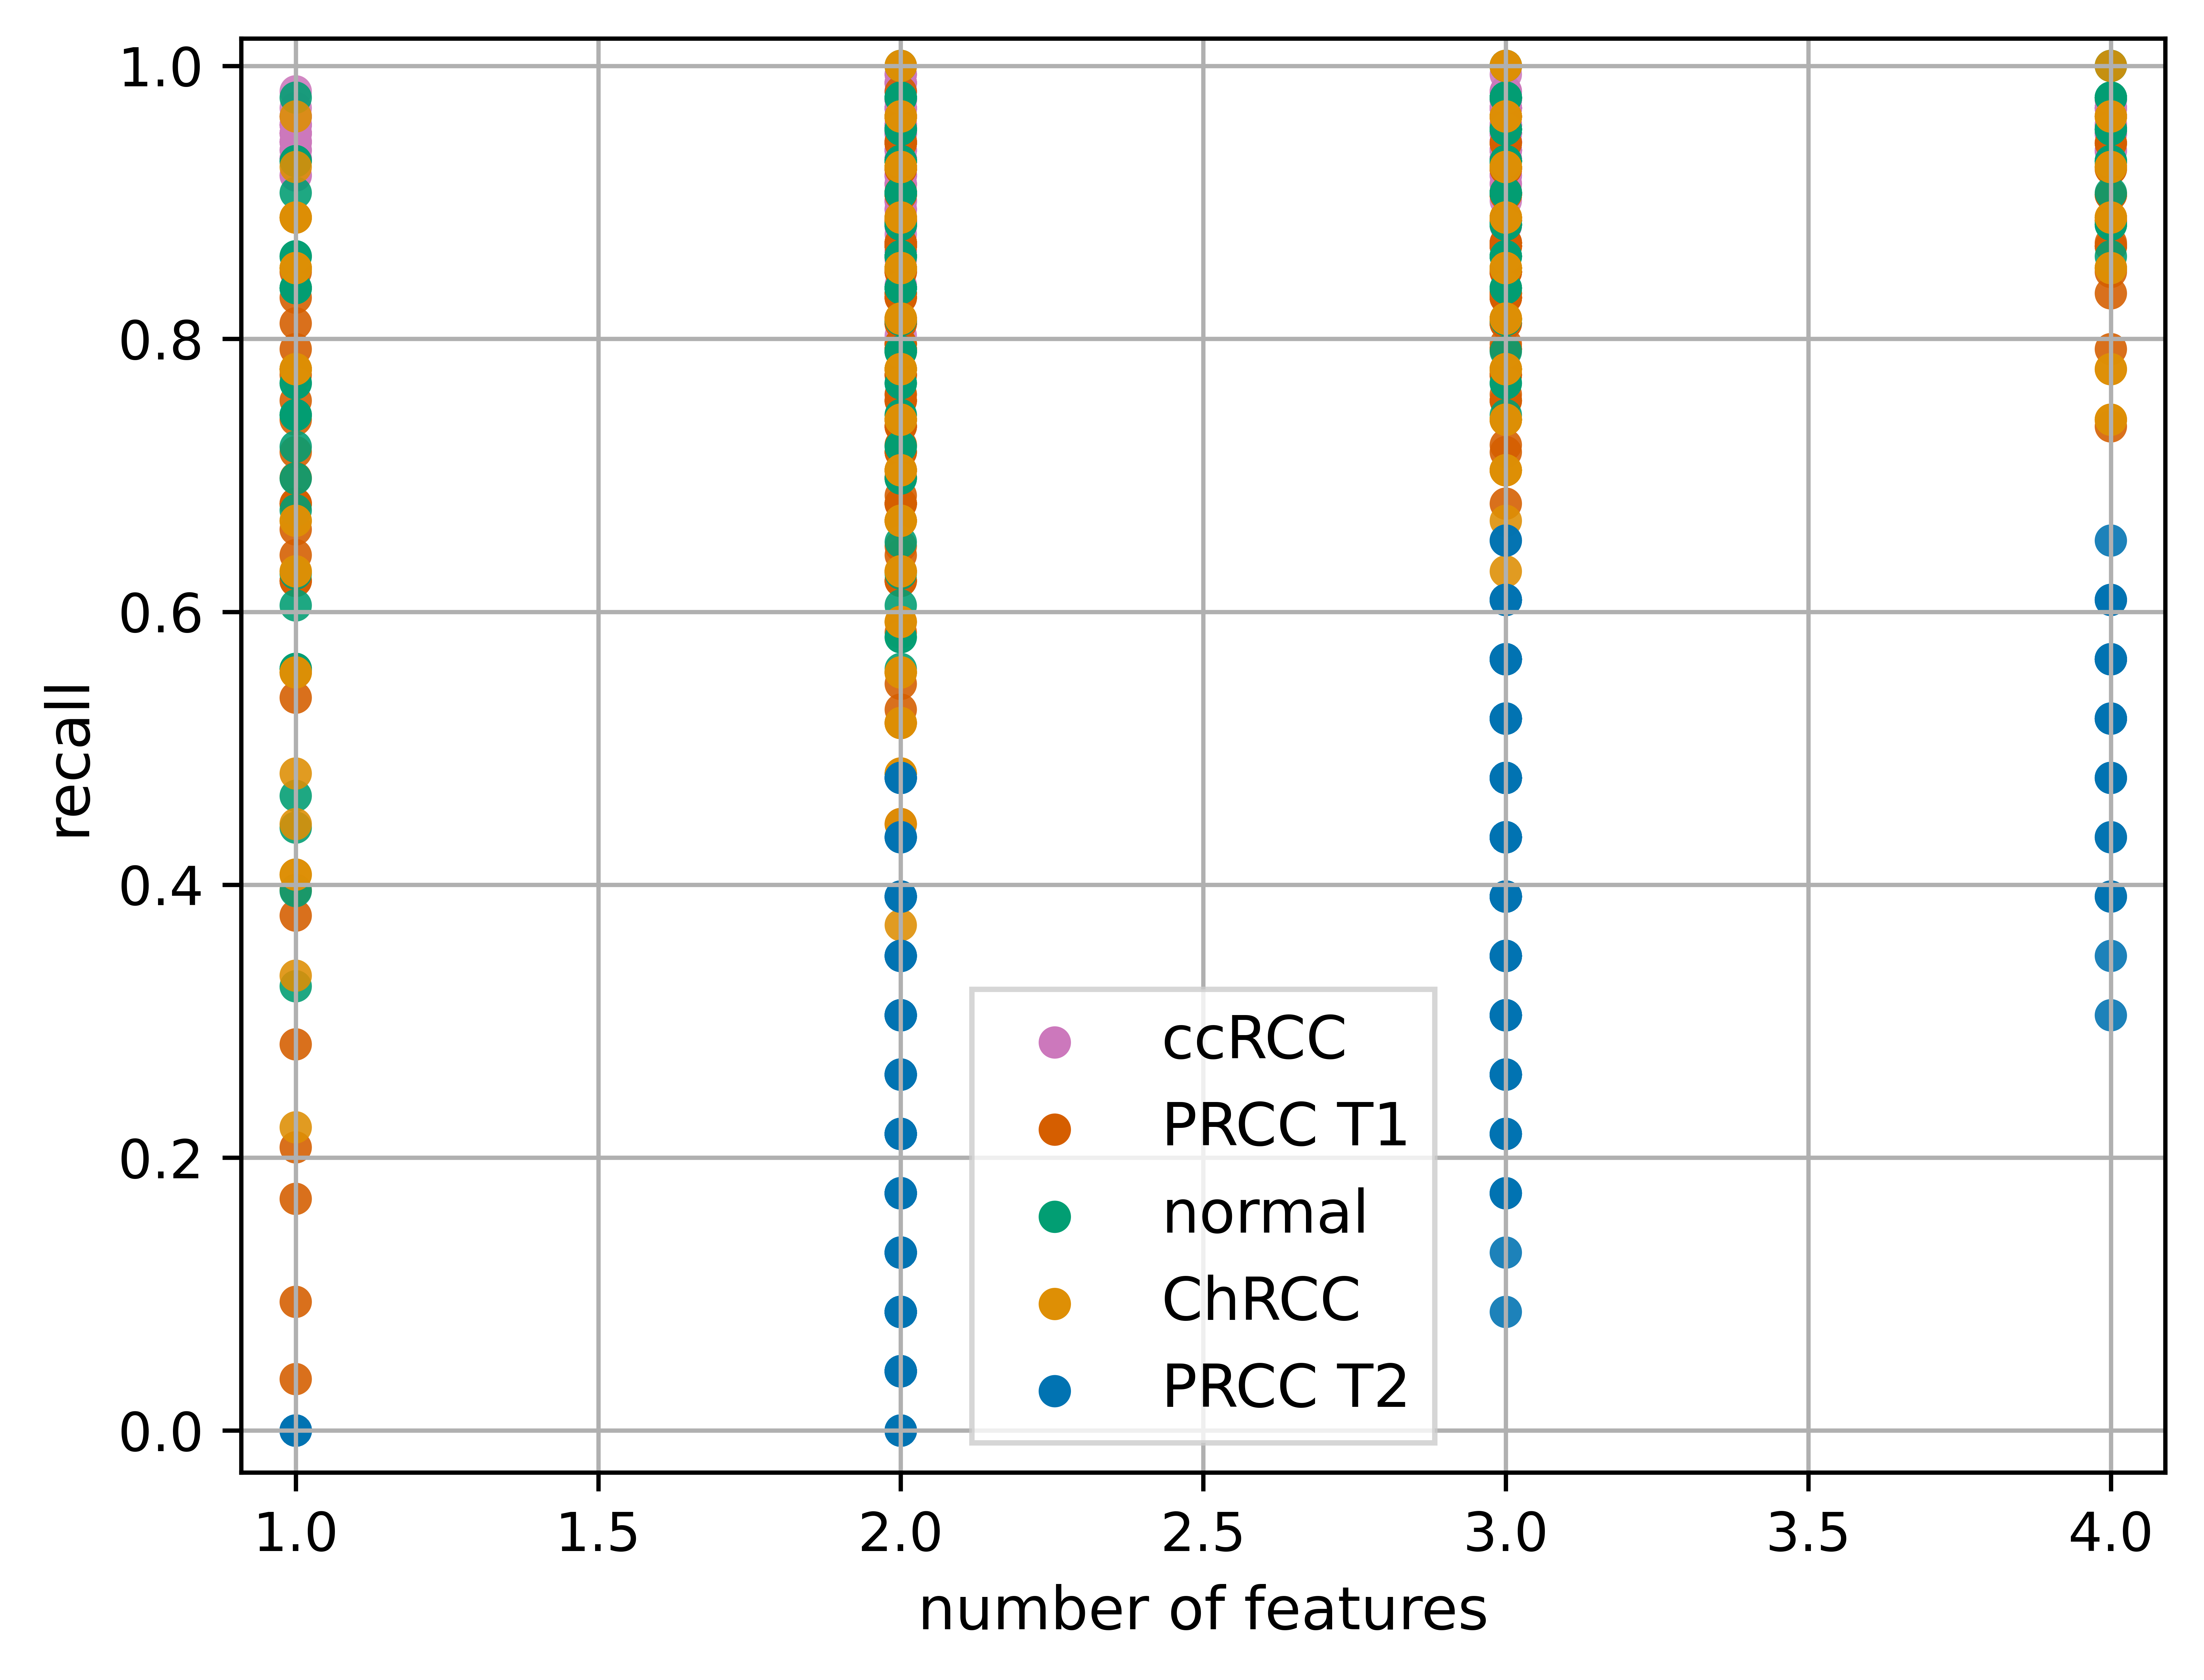 1.0
0.8
0.6
0.4
0.2
0.0
recall
ccRCC
PRCC T1
normal
ChRCC
PRCC T2
1.0 1.5 2.0 2.5 3.0 3.5 4.0
number of features